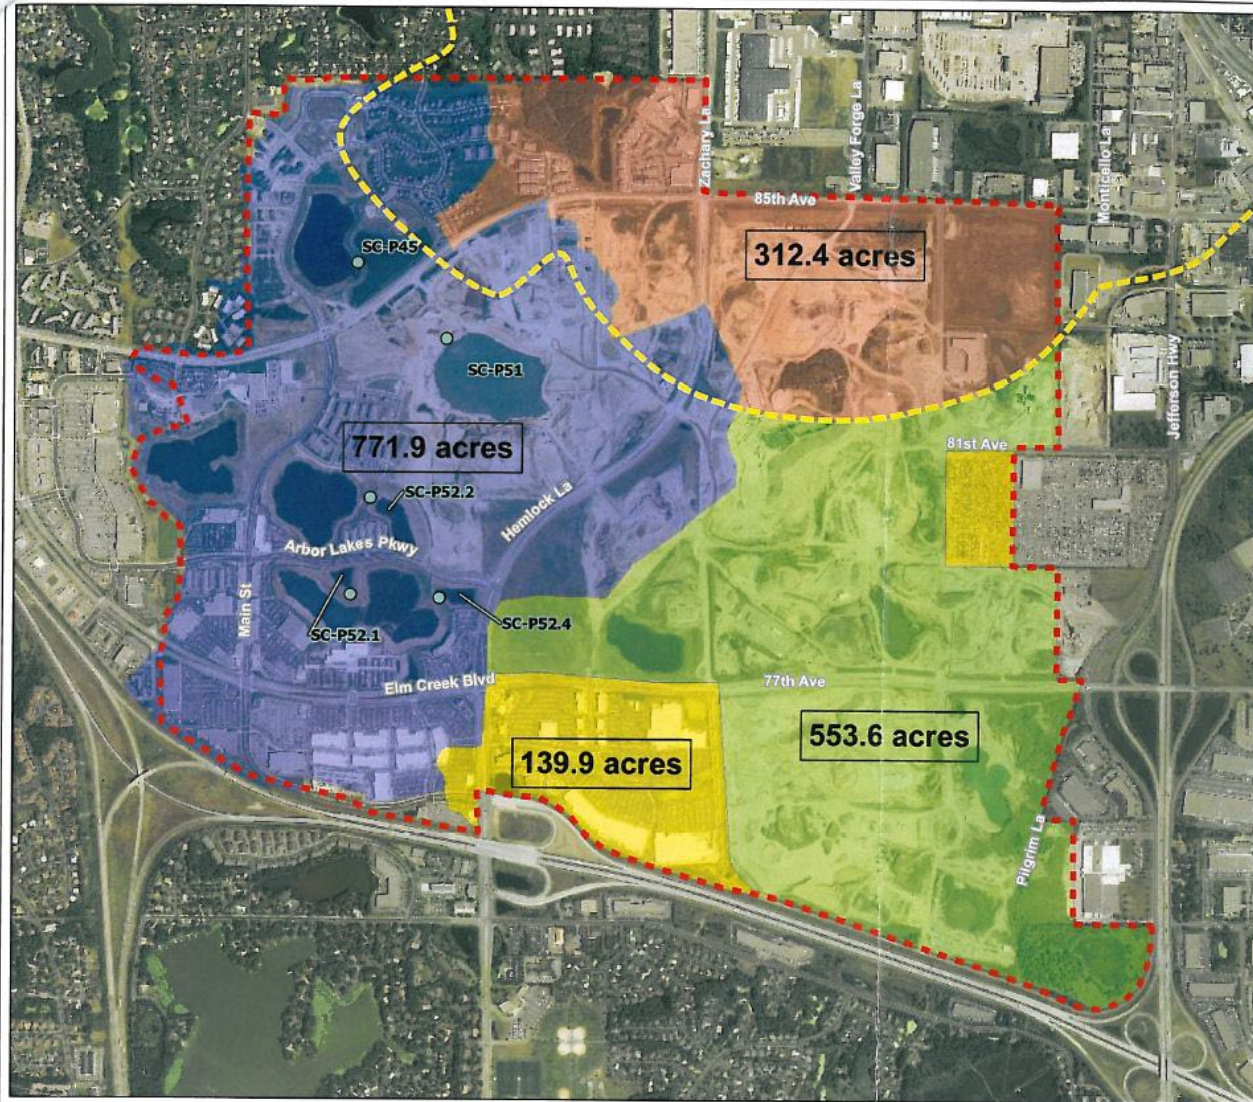 Zachary La
Valley Forge La
Monticello La
85th Ave
SC-P45
312.4 acres
SC-P51
Jefferson Hwy
771.9 acres
81st Ave
SC-P52.2
Hemlock La
Arbor Lakes Pkwy
Main St
SC-P52.1
SC-P52.4
Elm Creek Blvd
77th Ave
553.6 acres
139.9 acres
Pilgrim La